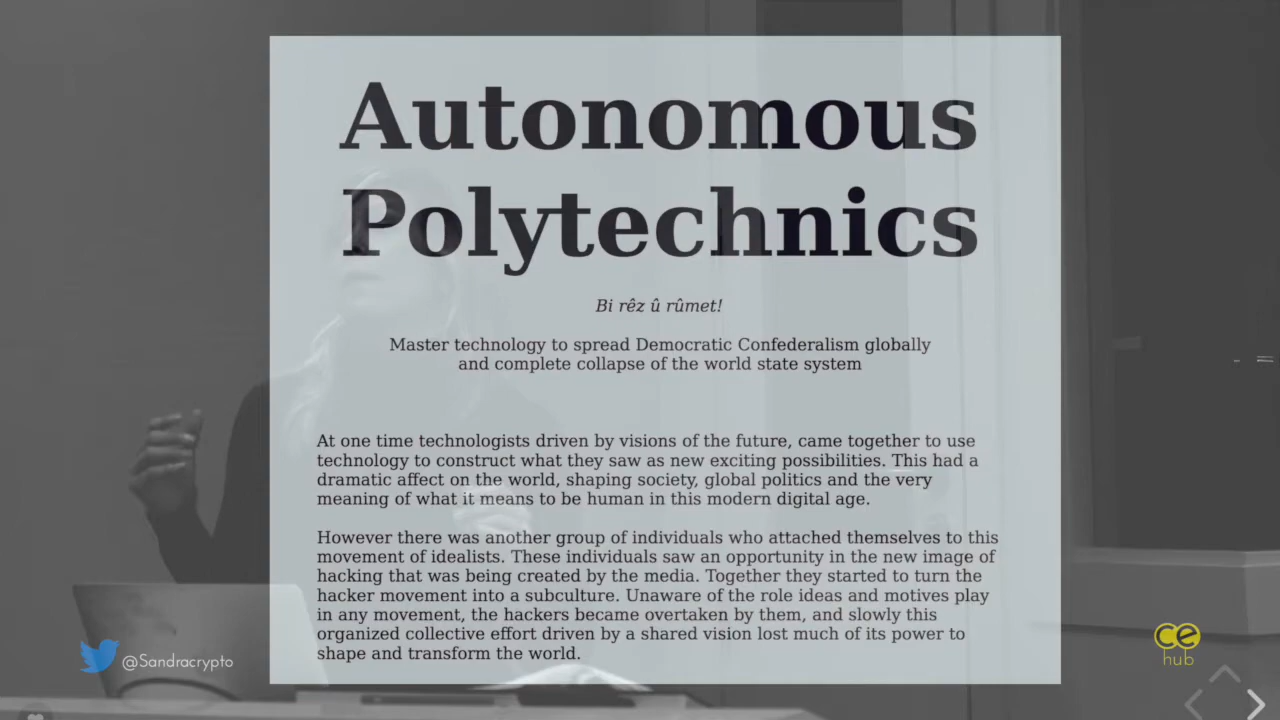 Autonomous
Polytechnics
Bi rêz û rûmet!
Master technology to spread Democratic Confederalism globally
and complete collapse of the world state system
At one time technologists driven by visions of the future, came together to use
technology to construct what they saw as new exciting possibilities. This had a
dramatic affect on the world, shaping society, global politics and the very
meaning of what it means to be human in this modern digital age.
However there was another group of individuals who attached themselves to this
movement of idealists. These individuals saw an opportunity in the new image of
hacking that was being created by the media. Together they started to turn the
hacker movement into a subculture. Unaware of the role ideas and motives play
in any movement, the hackers became overtaken by them, and slowly this
organized collective effort driven by a shared vision lost much of its power to
shape and transform the world.
@Sandracrypto
ce
hub